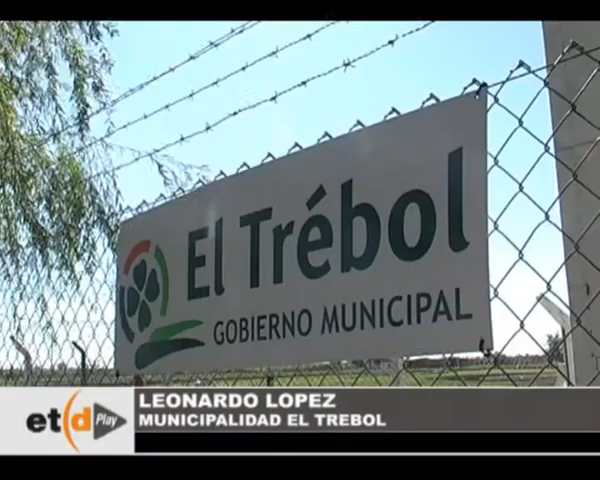 El Trébol
GOBIERNO MUNICIPAL
LEONARDO LOPEZ
MUNICIPALIDAD EL TREBOL
etd Play